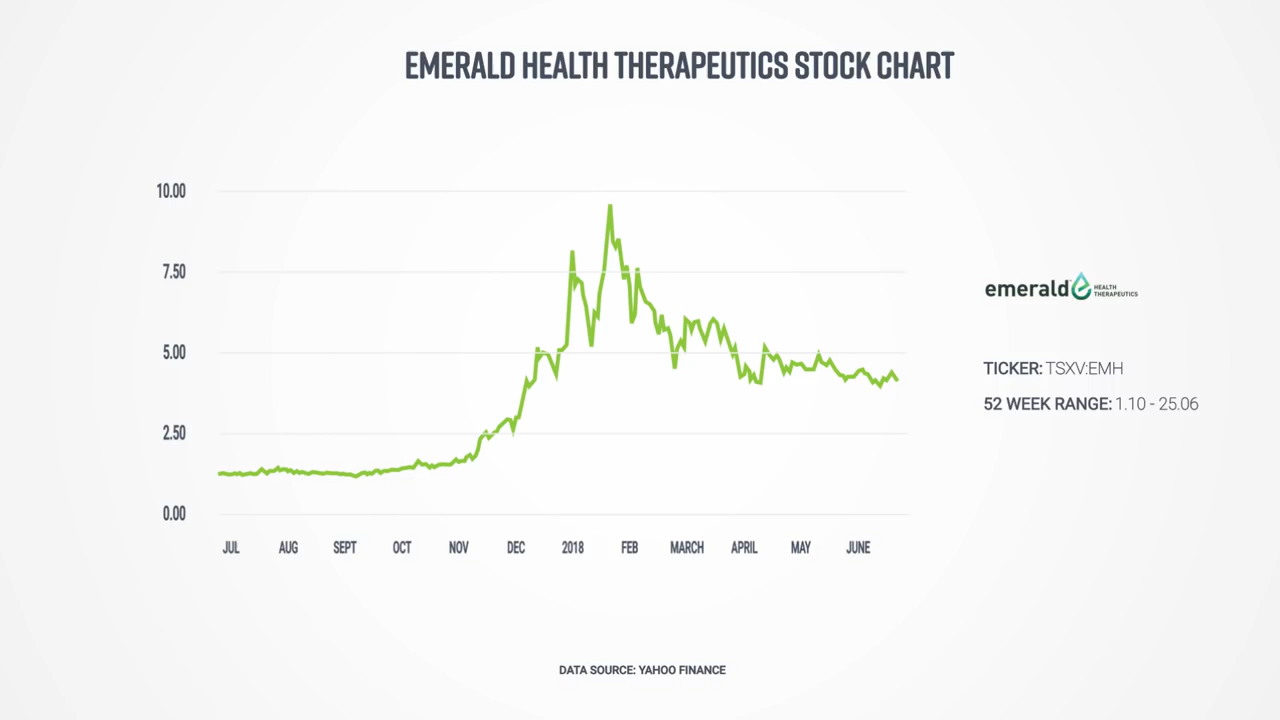 EMERALD HEALTH THERAPEUTICS STOCK CHART
10.00
7.50
5.00
2.50
0.00
JUL AUG SEPT OCT NOV DEC 2018 FEB MARCH APRIL MAY JUNE
emerald HEALTH THERAPEUTICS
TICKER: TSXV:EMH
52 WEEK RANGE: 1.10 - 25.06
DATA SOURCE: YAHOO FINANCE